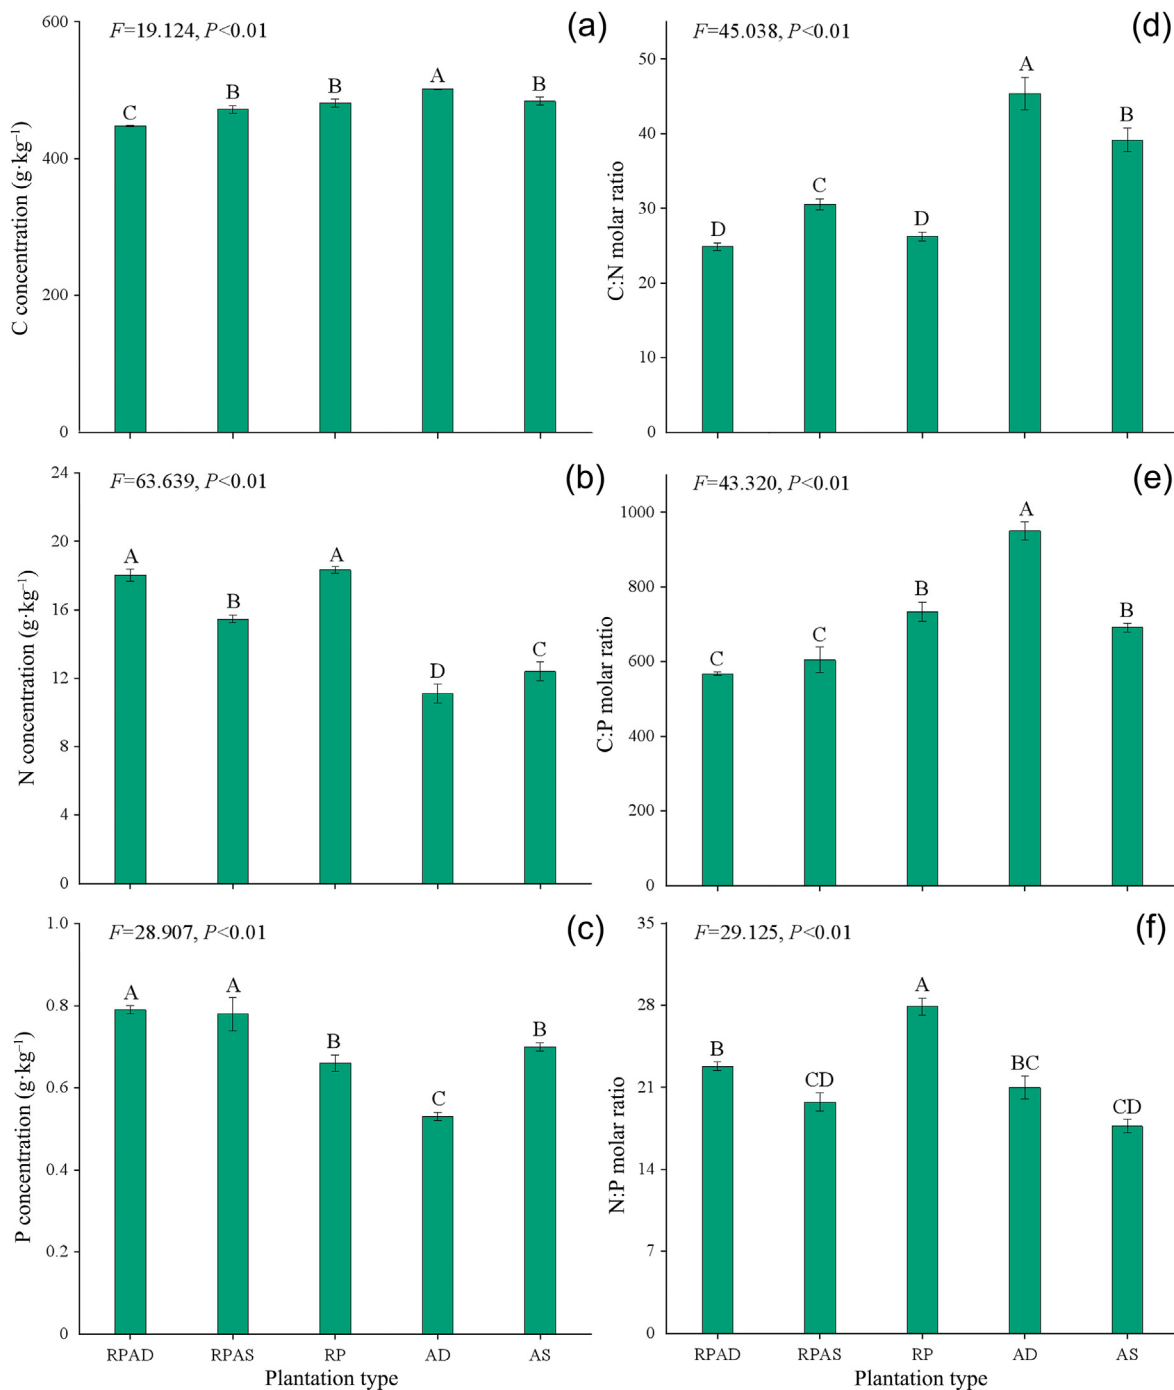 F=19.124, P<0.01
(a)
C concentration (g·kg⁻¹)
600
400
200
0
C
B
B
A
B
F=45.038, P<0.01
(d)
C:N molar ratio
50
40
30
20
10
0
D
C
D
A
B
F=63.639, P<0.01
(b)
N concentration (g·kg⁻¹)
24
20
16
12
8
4
0
A
B
A
D
C
F=43.320, P<0.01
(e)
C:P molar ratio
1000
800
600
400
200
0
C
C
B
A
B
F=28.907, P<0.01
(c)
P concentration (g·kg⁻¹)
1.0
0.8
0.6
0.4
0.2
0
A
A
B
C
B
RPAD RPAS RP AD AS
Plantation type
F=29.125, P<0.01
(f)
N:P molar ratio
35
28
21
14
7
0
B
CD
A
BC
CD
RPAD RPAS RP AD AS
Plantation type